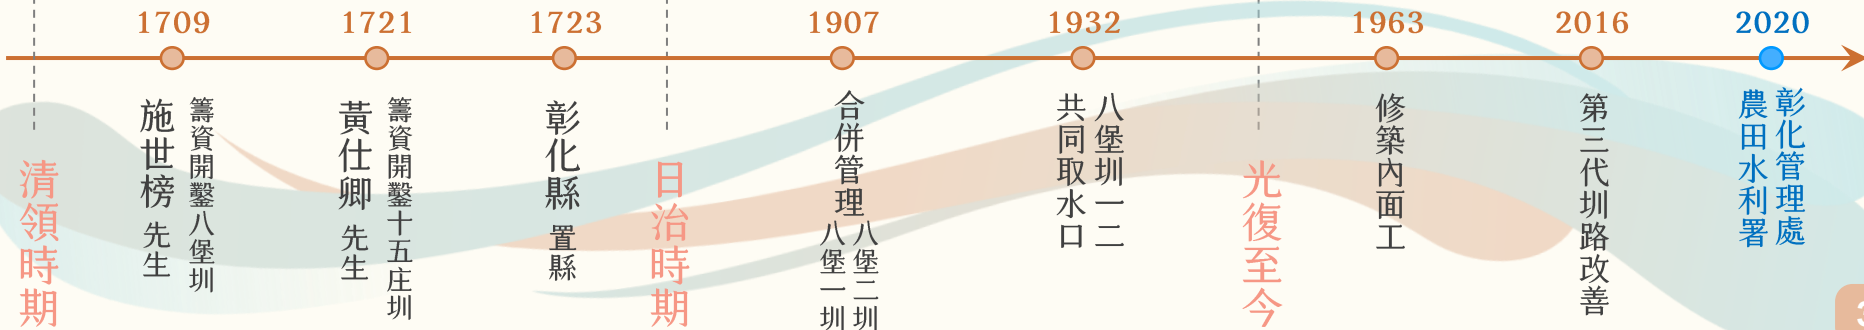 清領時期
1709
施世榜 先生
籌資開鑿八堡圳
1721
黃仕卿 先生
籌資開鑿十五庄圳
1723
彰化縣 置縣
日治時期
1907
合併管理
八堡一圳
八堡二圳
1932
八堡圳一二
共同取水口
光復至今
1963
修築內面工
2016
第三代圳路改善
2020
農田水利署
彰化管理處